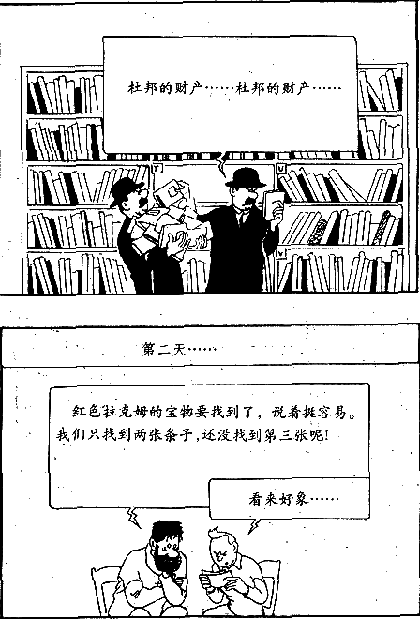 杜邦的财产……杜邦的财产……
第二天……
红色拉克姆的宝物要找到了，说着挺容易。
我们只找到两张条子,还没找到第三张呢!
看来好象……